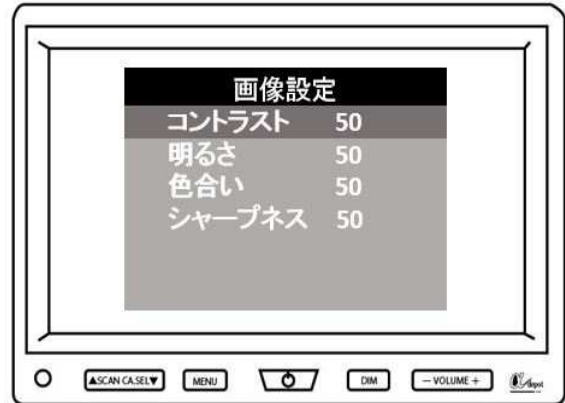 画像設定
コントラスト 50
明るさ 50
色合い 50
シャープネス 50
▲SCAN CA.SEL▼ MENU DIM − VOLUME +